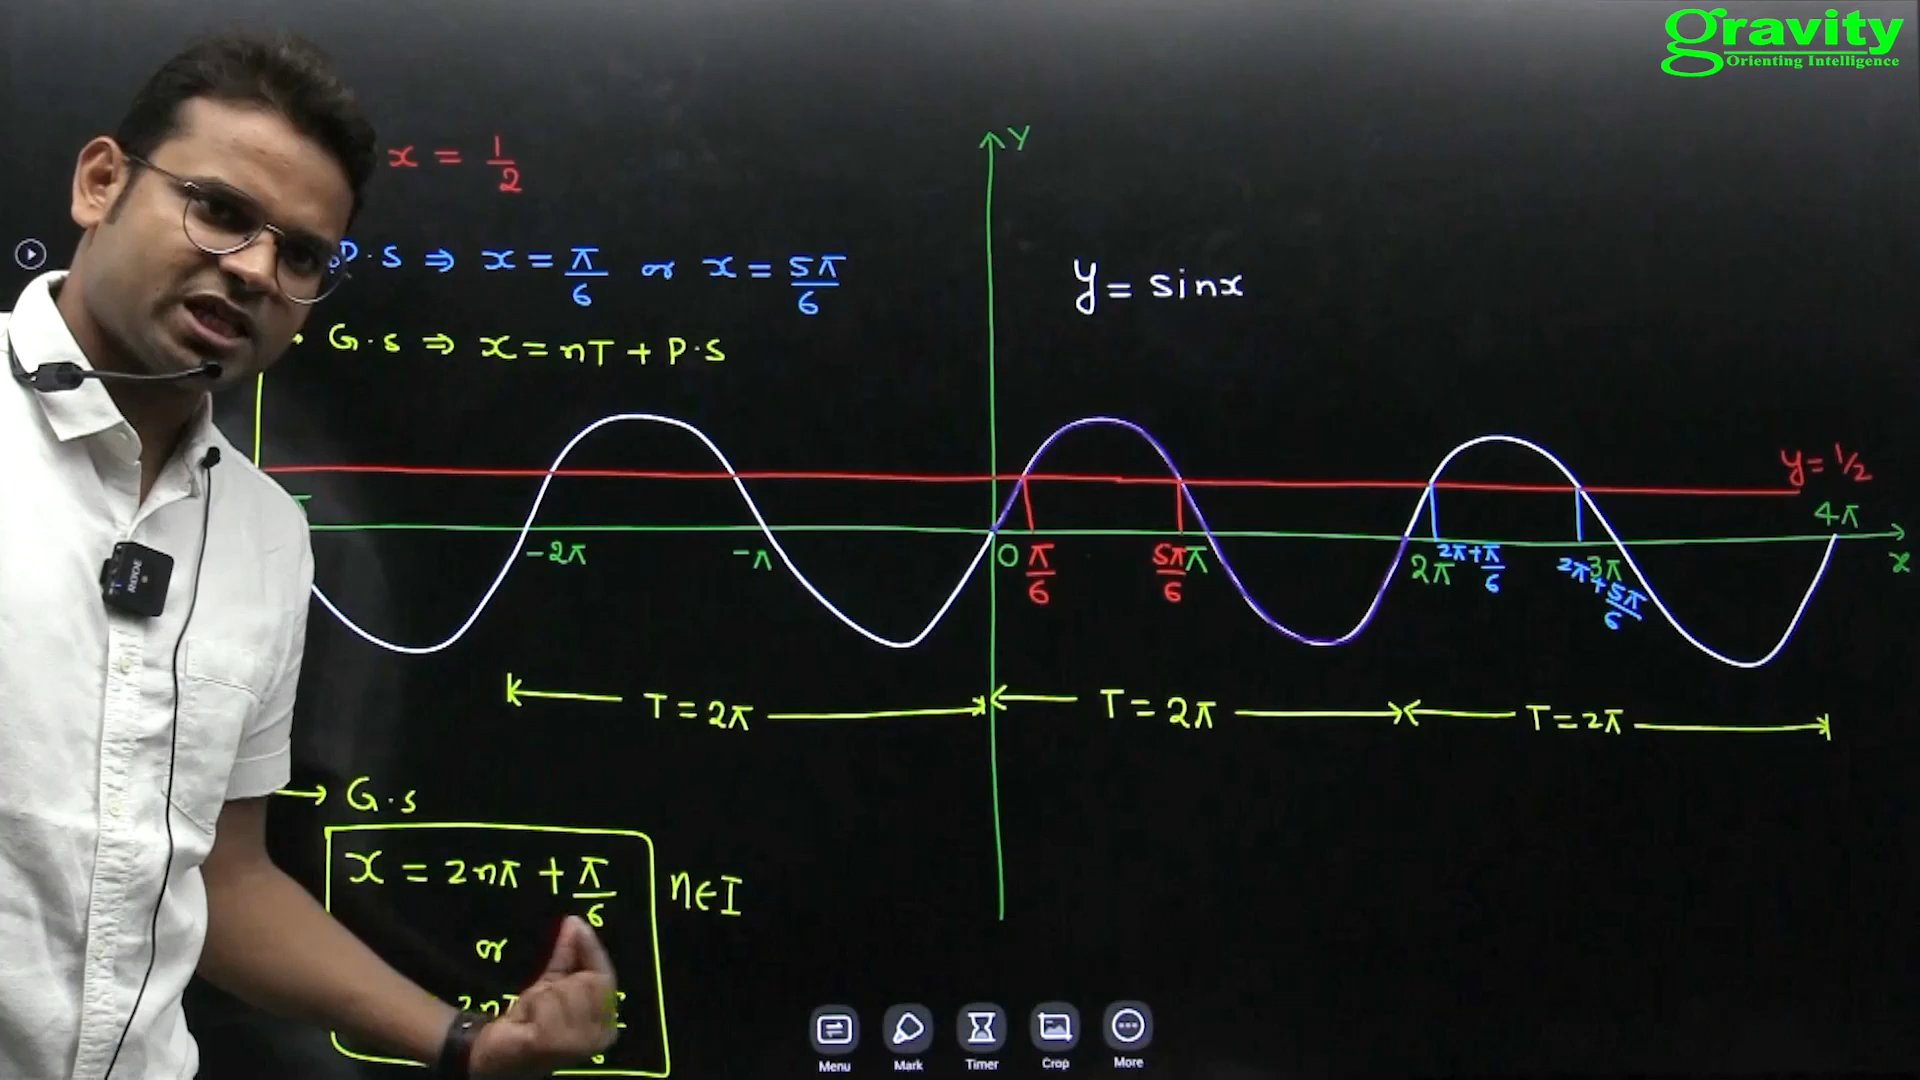 gravity
Orienting Intelligence
x = 1/2
P.S ⇒ x = π/6 or x = 5π/6
G.S ⇒ x = nT + P.S
Y
y = sinx
y = 1/2
-2π -π 0 π/6 5π/6 π 2π 2π+π/6 2π+5π/6 3π 4π x
T = 2π T = 2π T = 2π
→ G.S
x = 2nπ + π/6 n∈I
or
RODE
Menu Mark Timer Crop More